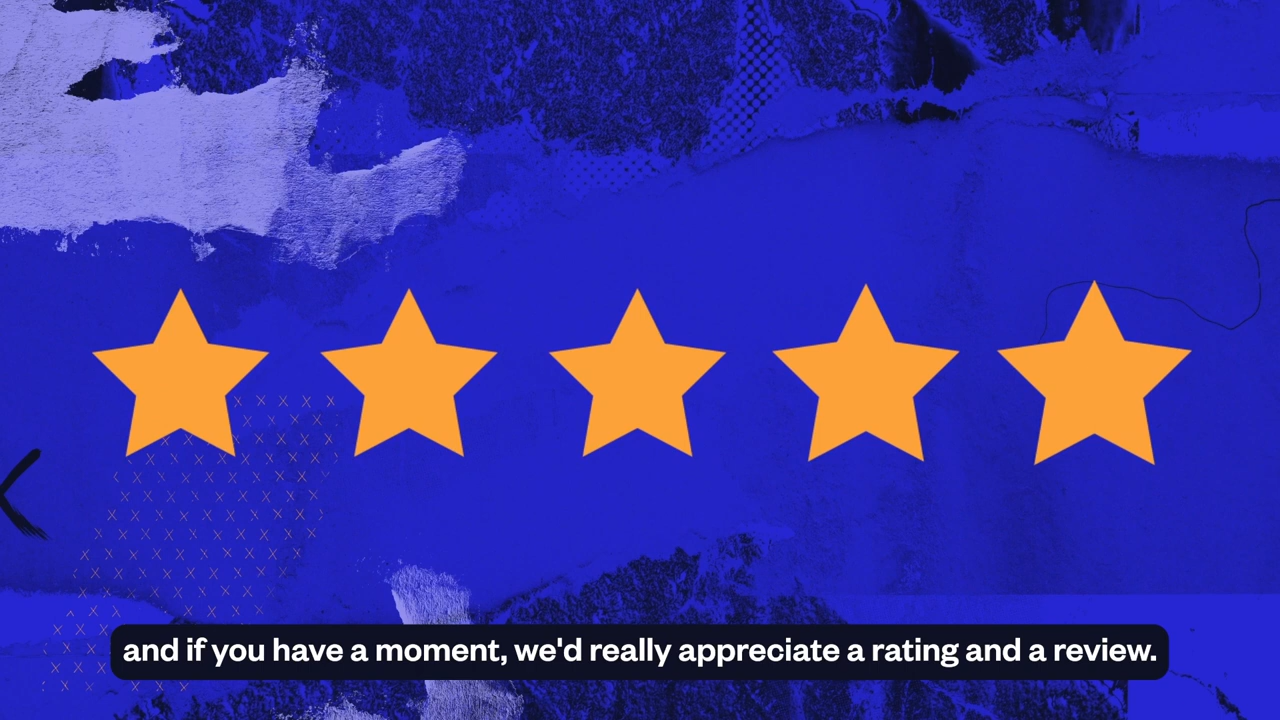 and if you have a moment, we'd really appreciate a rating and a review.